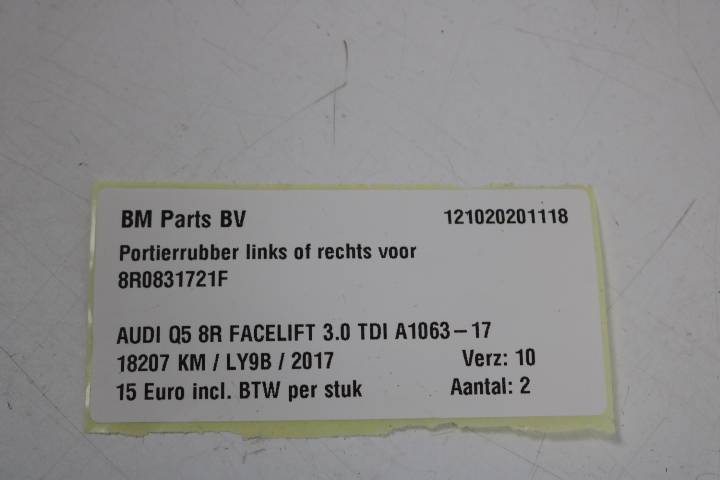 BM Parts BV 121020201118
Portierrubber links of rechts voor
8R0831721F
AUDI Q5 8R FACELIFT 3.0 TDI A1063-17
18207 KM / LY9B / 2017 Verz: 10
15 Euro incl. BTW per stuk Aantal: 2